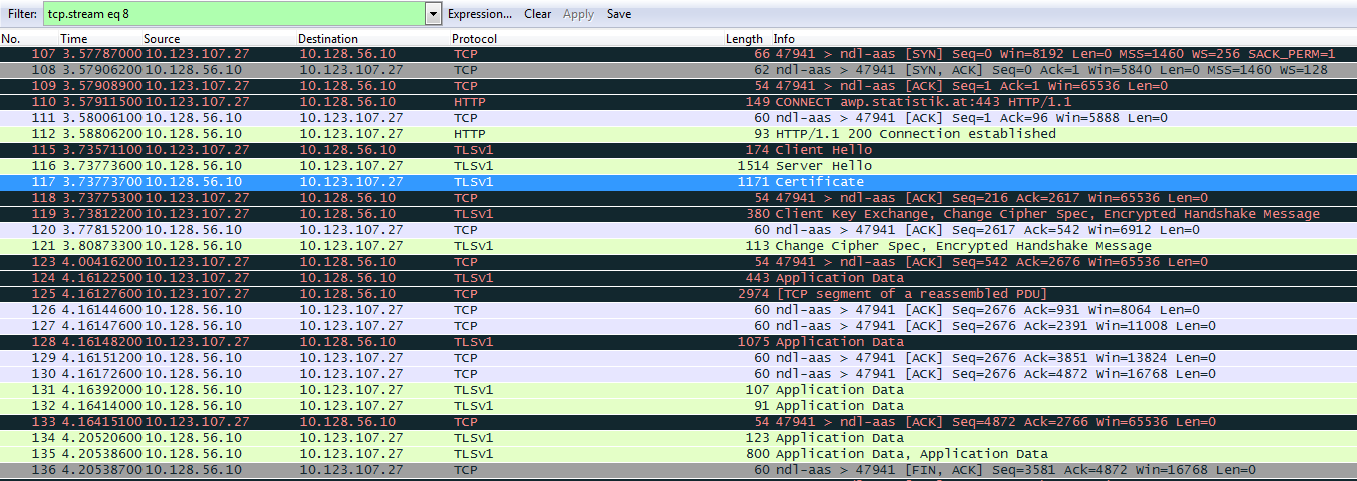 Filter: tcp.stream eq 8 Expression... Clear Apply Save
No. Time Source Destination Protocol Length Info
107 3.57787000 10.123.107.27 10.128.56.10 TCP 66 47941 > ndl-aas [SYN] Seq=0 Win=8192 Len=0 MSS=1460 WS=256 SACK_PERM=1
108 3.57906200 10.128.56.10 10.123.107.27 TCP 62 ndl-aas > 47941 [SYN, ACK] Seq=0 Ack=1 Win=5840 Len=0 MSS=1460 WS=128
109 3.57908900 10.123.107.27 10.128.56.10 TCP 54 47941 > ndl-aas [ACK] Seq=1 Ack=1 Win=65536 Len=0
110 3.57911500 10.123.107.27 10.128.56.10 HTTP 149 CONNECT awp.statistik.at:443 HTTP/1.1
111 3.58006100 10.128.56.10 10.123.107.27 TCP 60 ndl-aas > 47941 [ACK] Seq=1 Ack=96 Win=5888 Len=0
112 3.58806200 10.128.56.10 10.123.107.27 HTTP 93 HTTP/1.1 200 Connection established
115 3.73571100 10.123.107.27 10.128.56.10 TLSv1 174 Client Hello
116 3.73773600 10.128.56.10 10.123.107.27 TLSv1 1514 Server Hello
117 3.73773700 10.128.56.10 10.123.107.27 TLSv1 1171 Certificate
118 3.73775300 10.123.107.27 10.128.56.10 TCP 54 47941 > ndl-aas [ACK] Seq=216 Ack=2617 Win=65536 Len=0
119 3.73812200 10.123.107.27 10.128.56.10 TLSv1 380 Client Key Exchange, Change Cipher Spec, Encrypted Handshake Message
120 3.77815200 10.128.56.10 10.123.107.27 TCP 60 ndl-aas > 47941 [ACK] Seq=2617 Ack=542 Win=6912 Len=0
121 3.80873300 10.128.56.10 10.123.107.27 TLSv1 113 Change Cipher Spec, Encrypted Handshake Message
123 4.00416200 10.123.107.27 10.128.56.10 TCP 54 47941 > ndl-aas [ACK] Seq=542 Ack=2676 Win=65536 Len=0
124 4.16122500 10.123.107.27 10.128.56.10 TLSv1 443 Application Data
125 4.16127600 10.123.107.27 10.128.56.10 TCP 2974 [TCP segment of a reassembled PDU]
126 4.16144600 10.128.56.10 10.123.107.27 TCP 60 ndl-aas > 47941 [ACK] Seq=2676 Ack=931 Win=8064 Len=0
127 4.16147600 10.128.56.10 10.123.107.27 TCP 60 ndl-aas > 47941 [ACK] Seq=2676 Ack=2391 Win=11008 Len=0
128 4.16148200 10.123.107.27 10.128.56.10 TLSv1 1075 Application Data
129 4.16151200 10.128.56.10 10.123.107.27 TCP 60 ndl-aas > 47941 [ACK] Seq=2676 Ack=3851 Win=13824 Len=0
130 4.16172600 10.128.56.10 10.123.107.27 TCP 60 ndl-aas > 47941 [ACK] Seq=2676 Ack=4872 Win=16768 Len=0
131 4.16392000 10.128.56.10 10.123.107.27 TLSv1 107 Application Data
132 4.16414000 10.128.56.10 10.123.107.27 TLSv1 91 Application Data
133 4.16415100 10.123.107.27 10.128.56.10 TCP 54 47941 > ndl-aas [ACK] Seq=4872 Ack=2766 Win=65536 Len=0
134 4.20520600 10.128.56.10 10.123.107.27 TLSv1 123 Application Data
135 4.20538600 10.128.56.10 10.123.107.27 TLSv1 800 Application Data, Application Data
136 4.20538700 10.128.56.10 10.123.107.27 TCP 60 ndl-aas > 47941 [FIN, ACK] Seq=3581 Ack=4872 Win=16768 Len=0